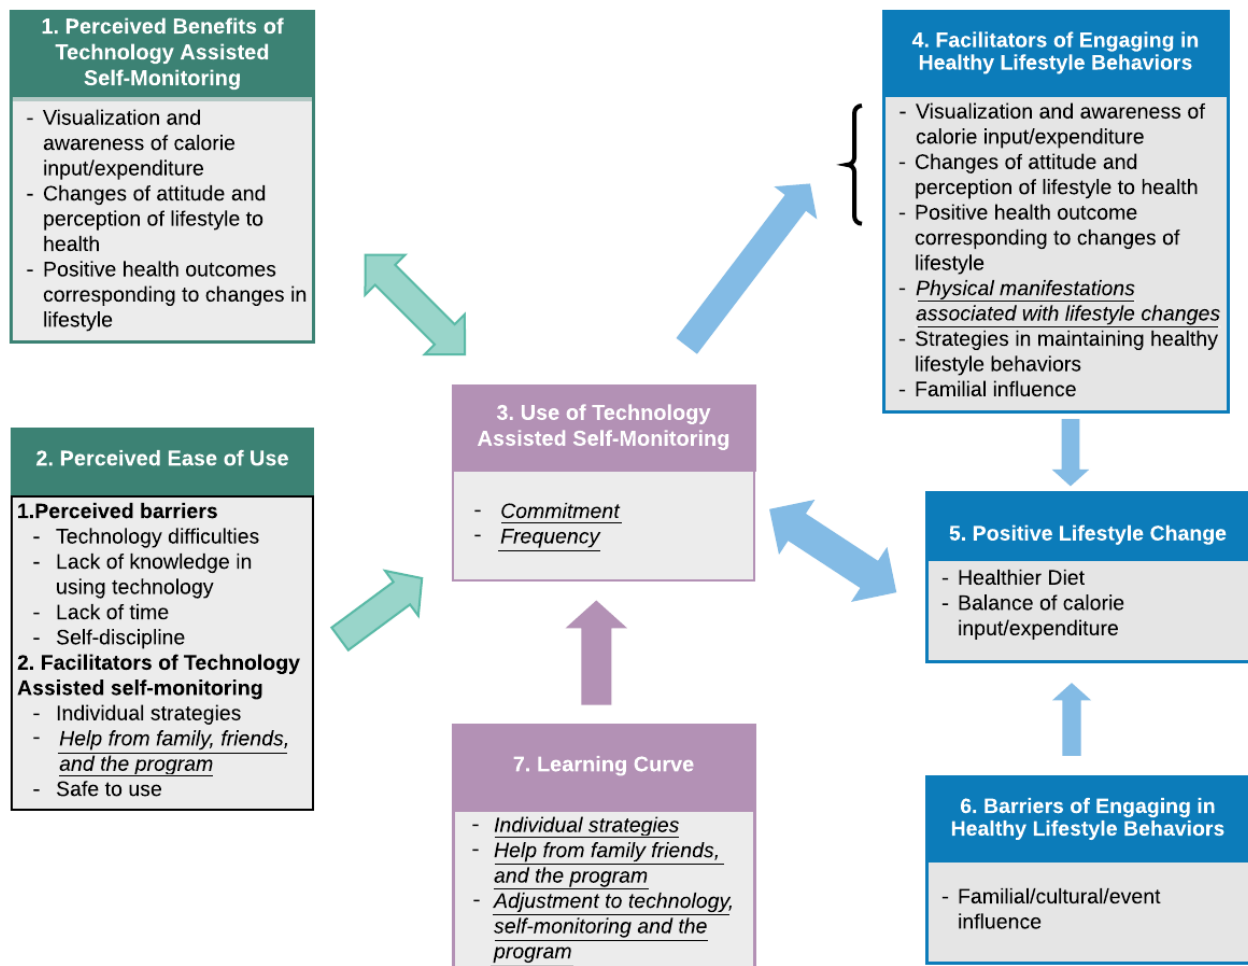 1. Perceived Benefits of
Technology Assisted
Self-Monitoring
- Visualization and
awareness of calorie
input/expenditure
- Changes of attitude and
perception of lifestyle to
health
- Positive health outcomes
corresponding to changes in
lifestyle
2. Perceived Ease of Use
1.Perceived barriers
- Technology difficulties
- Lack of knowledge in
using technology
- Lack of time
- Self-discipline
2. Facilitators of Technology
Assisted self-monitoring
- Individual strategies
- Help from family, friends,
and the program
- Safe to use
3. Use of Technology
Assisted Self-Monitoring
- Commitment
- Frequency
7. Learning Curve
- Individual strategies
- Help from family friends,
and the program
- Adjustment to technology,
self-monitoring and the
program
4. Facilitators of Engaging in
Healthy Lifestyle Behaviors
- Visualization and awareness of
calorie input/expenditure
- Changes of attitude and
perception of lifestyle to health
- Positive health outcome
corresponding to changes of
lifestyle
- Physical manifestations
associated with lifestyle changes
- Strategies in maintaining healthy
lifestyle behaviors
- Familial influence
5. Positive Lifestyle Change
- Healthier Diet
- Balance of calorie
input/expenditure
6. Barriers of Engaging in
Healthy Lifestyle Behaviors
- Familial/cultural/event
influence